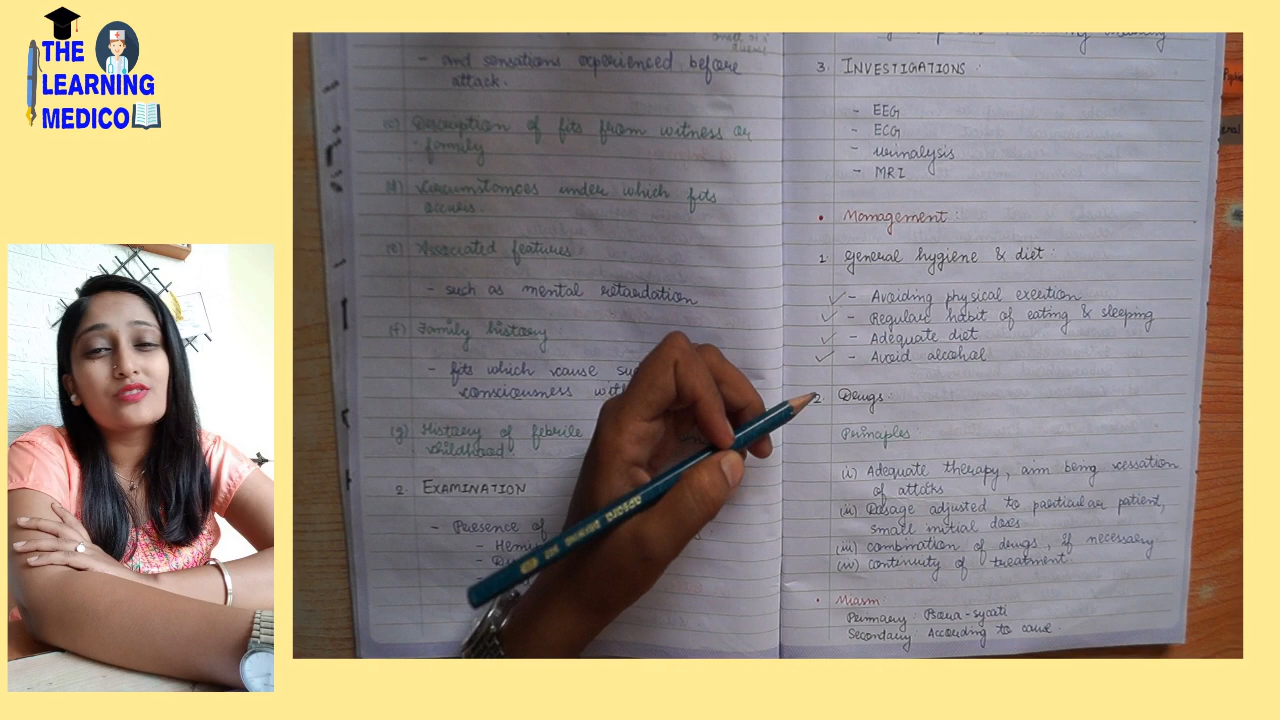 THE
LEARNING
MEDICO
- and sensations experienced before
attack.
(c) Description of fits from witness or
family
(d) Circumstances under which fits
occurs.
(e) Associated features:
- such as mental retardation
(f) Family history:
- fits which cause
consciousness
(g) History of febrile
childhood
2. EXAMINATION
- Presence of
3. INVESTIGATIONS:
- EEG
- ECG
- Urinalysis
- MRI
• Management:
1. General hygiene & diet:
- Avoiding physical exertion
- Regular habit of eating & sleeping
- Adequate diet
- Avoid alcohol
2. Drugs:
Principles:
(i) Adequate therapy, aim being cessation
of attacks
(ii) Dosage adjusted to particular patient,
small initial doses
(iii) Combination of drugs, if necessary
(iv) Continuity of treatment
• Miasm:
Primary: Psora-sycoti
Secondary According to cause.